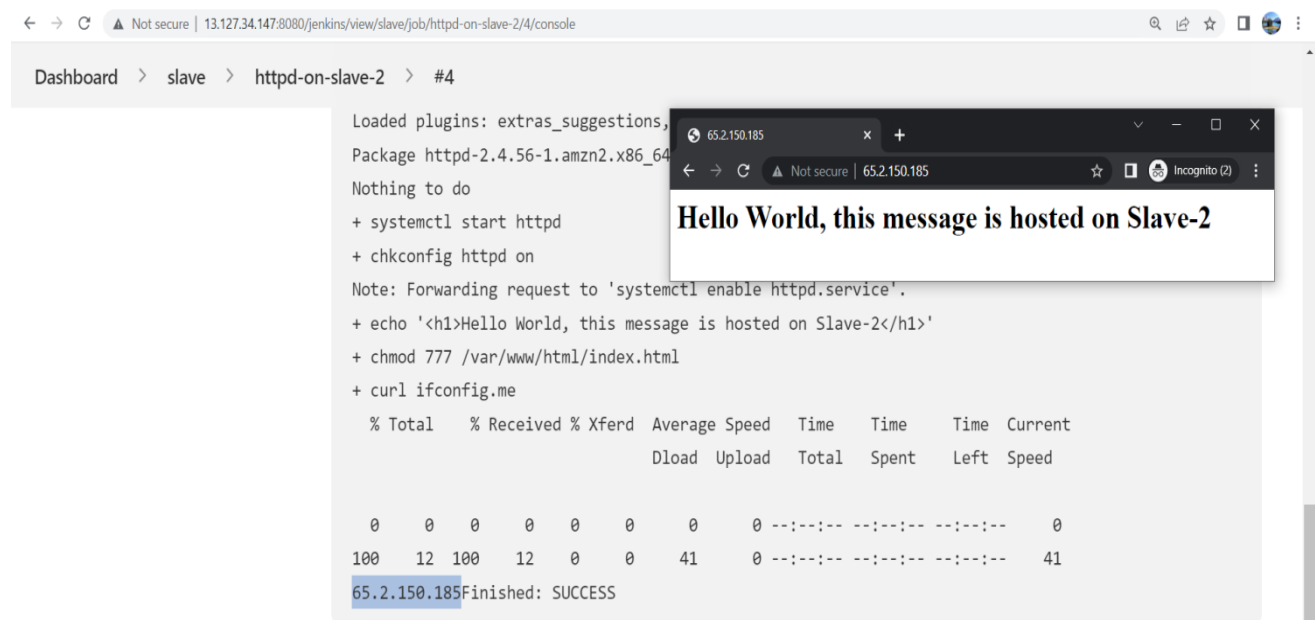 Not secure | 13.127.34.147:8080/jenkins/view/slave/job/httpd-on-slave-2/4/console
Dashboard > slave > httpd-on-slave-2 > #4
Loaded plugins: extras_suggestions,
Package httpd-2.4.56-1.amzn2.x86_64
Nothing to do
+ systemctl start httpd
+ chkconfig httpd on
Note: Forwarding request to 'systemctl enable httpd.service'.
+ echo '<h1>Hello World, this message is hosted on Slave-2</h1>'
+ chmod 777 /var/www/html/index.html
+ curl ifconfig.me
% Total % Received % Xferd Average Speed Time Time Time Current
Dload Upload Total Spent Left Speed
0 0 0 0 0 0 0 0 --:--:-- --:--:-- --:--:-- 0
100 12 100 12 0 0 41 0 --:--:-- --:--:-- --:--:-- 41
65.2.150.185Finished: SUCCESS
65.2.150.185
Not secure | 65.2.150.185 Incognito (2)
Hello World, this message is hosted on Slave-2